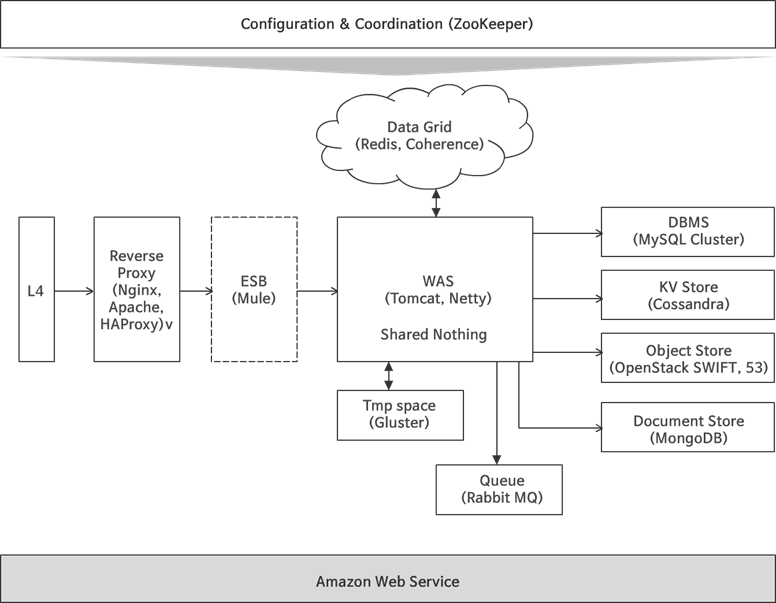 Configuration & Coordination (ZooKeeper)
Data Grid
(Redis, Coherence)
L4
Reverse
Proxy
(Nginx,
Apache,
HAProxy)v
ESB
(Mule)
WAS
(Tomcat, Netty)
Shared Nothing
DBMS
(MySQL Cluster)
KV Store
(Cossandra)
Object Store
(OpenStack SWIFT, 53)
Document Store
(MongoDB)
Tmp space
(Gluster)
Queue
(Rabbit MQ)
Amazon Web Service